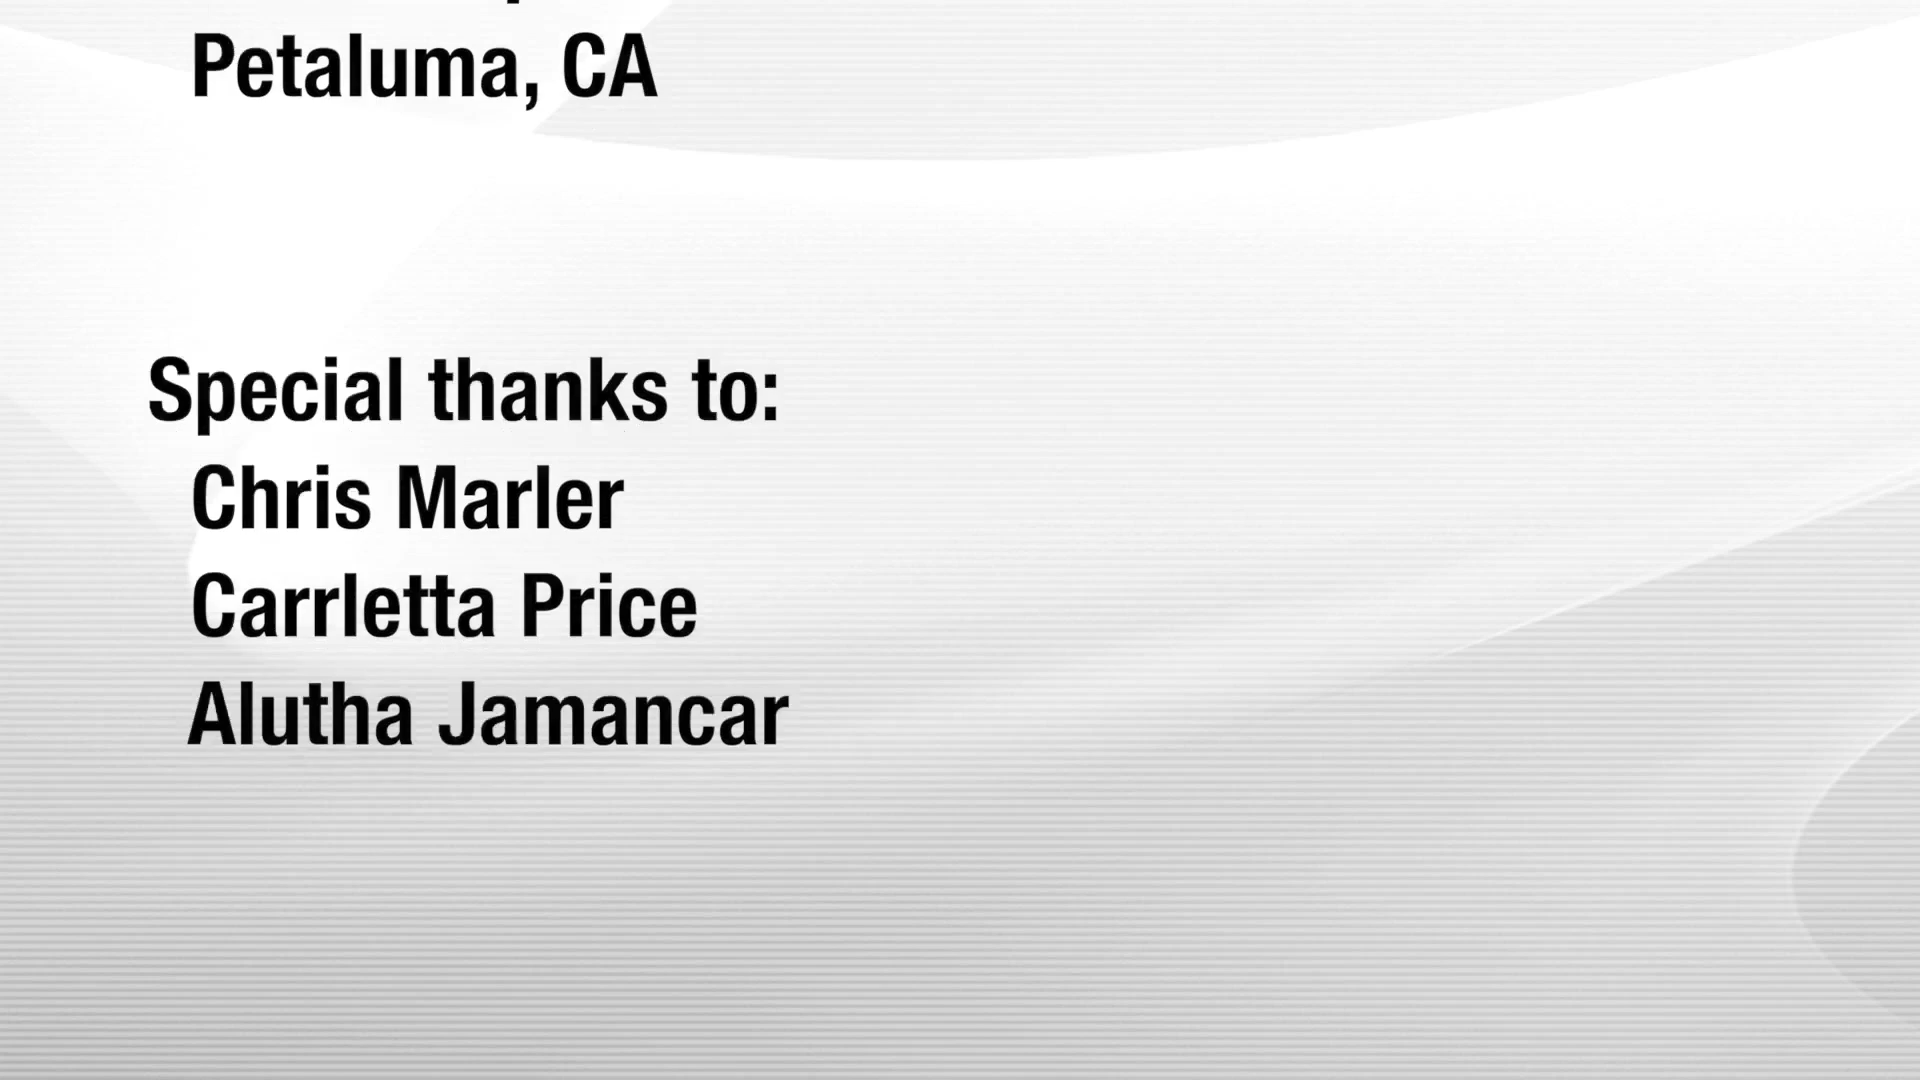 Petaluma, CA
Special thanks to:
Chris Marler
Carrletta Price
Alutha Jamancar